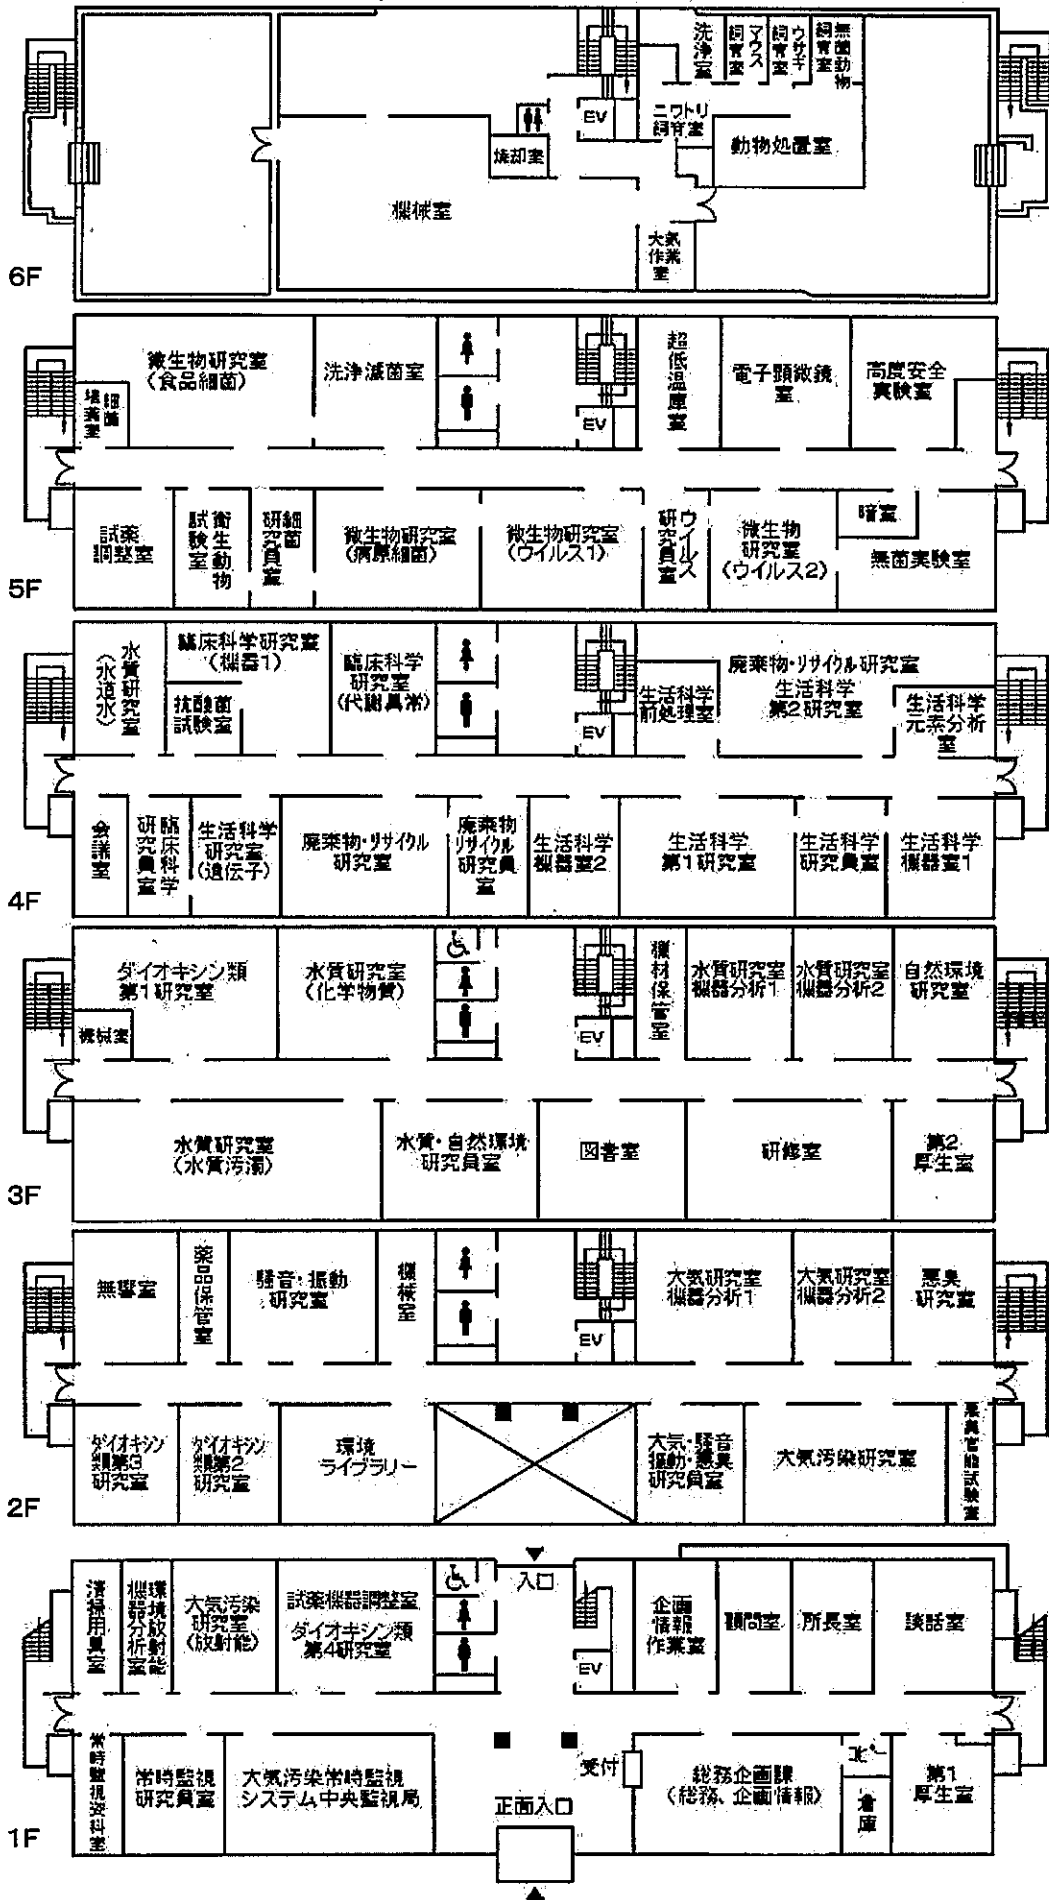 洗浄室
マウス
飼育室
ウサギ
飼育室
無菌動物
飼育室
EV
ニワトリ
飼育室
動物処置室
焼却室
機械室
大気
作業
室
6F
微生物研究室
(食品細菌)
洗浄滅菌室
超低温庫室
電子顕微鏡
室
高度安全
実験室
細菌
培養室
EV
試薬
調整室
衛生動物
試験室
細菌
研究員室
微生物研究室
(病原細菌)
微生物研究室
(ウイルス1)
ウイルス
研究員室
微生物
研究室
(ウイルス2)
暗室
無菌実験室
5F
水質研究室
(水道水)
臨床科学研究室
(機器1)
抗酸菌
試験室
臨床科学
研究室
(代謝異常)
生活科学
前処理室
廃棄物・リサイクル研究室
生活科学
第2研究室
生活科学
元素分析
室
EV
会議室
臨床科学
研究員室
生活科学
研究室
(遺伝子)
廃棄物・リサイクル
研究室
廃棄物
リサイクル
研究員
室
生活科学
機器室2
生活科学
第1研究室
生活科学
研究員室
生活科学
機器室1
4F
ダイオキシン類
第1研究室
機械室
水質研究室
(化学物質)
EV
機材保管室
水質研究室
機器分析1
水質研究室
機器分析2
自然環境
研究室
水質研究室
(水質汚濁)
水質・自然環境
研究員室
図書室
研修室
第2
厚生室
3F
無響室
薬品保管室
騒音・振動
研究室
機械室
EV
大気研究室
機器分析1
大気研究室
機器分析2
悪臭
研究室
ダイオキシン
類第3
研究室
ダイオキシン
類第2
研究室
環境
ライブラリー
大気・騒音
振動・悪臭
研究員室
大気汚染研究室
悪臭官能試験室
2F
清掃用具室
環境放射能
機器分析室
大気汚染
研究室
(放射能)
試薬機器調整室
ダイオキシン類
第4研究室
入口
EV
企画
情報
作業
室
顧問室
所長室
談話室
常時監視資料室
常時監視
研究員室
大気汚染常時監視
システム中央監視局
受付
正面入口
総務企画課
(総務、企画情報)
コピー
倉庫
第1
厚生室
1F